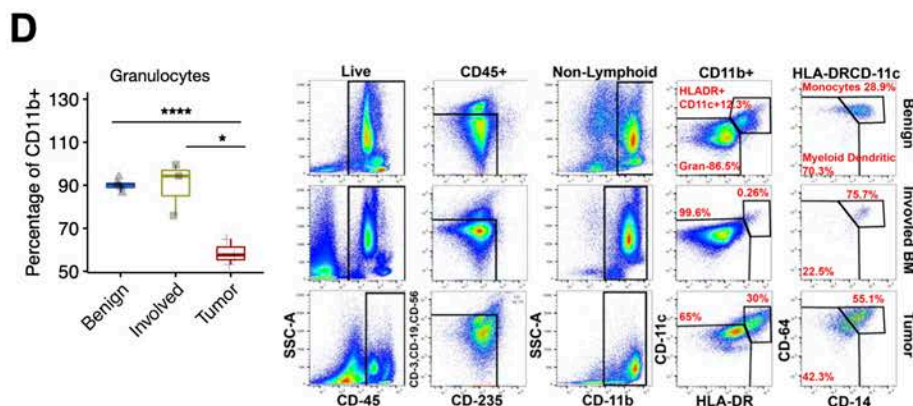 D
Granulocytes
Percentage of CD11b+
130
110
90
70
50
****
*
Benign
Involved
Tumor
Live
CD45+
Non-Lymphoid
CD11b+
HLA-DRCD-11c
HLADR+
CD11c+12.3%
Gran-86.5%
Monocytes 28.9%
Myeloid Dendritic
70.3%
Benign
0.26%
99.6%
75.7%
22.5%
Involved BM
30%
65%
55.1%
42.3%
Tumor
SSC-A
CD-3,CD-19,CD-56
SSC-A
CD-11c
CD-64
CD-45
CD-235
CD-11b
HLA-DR
CD-14